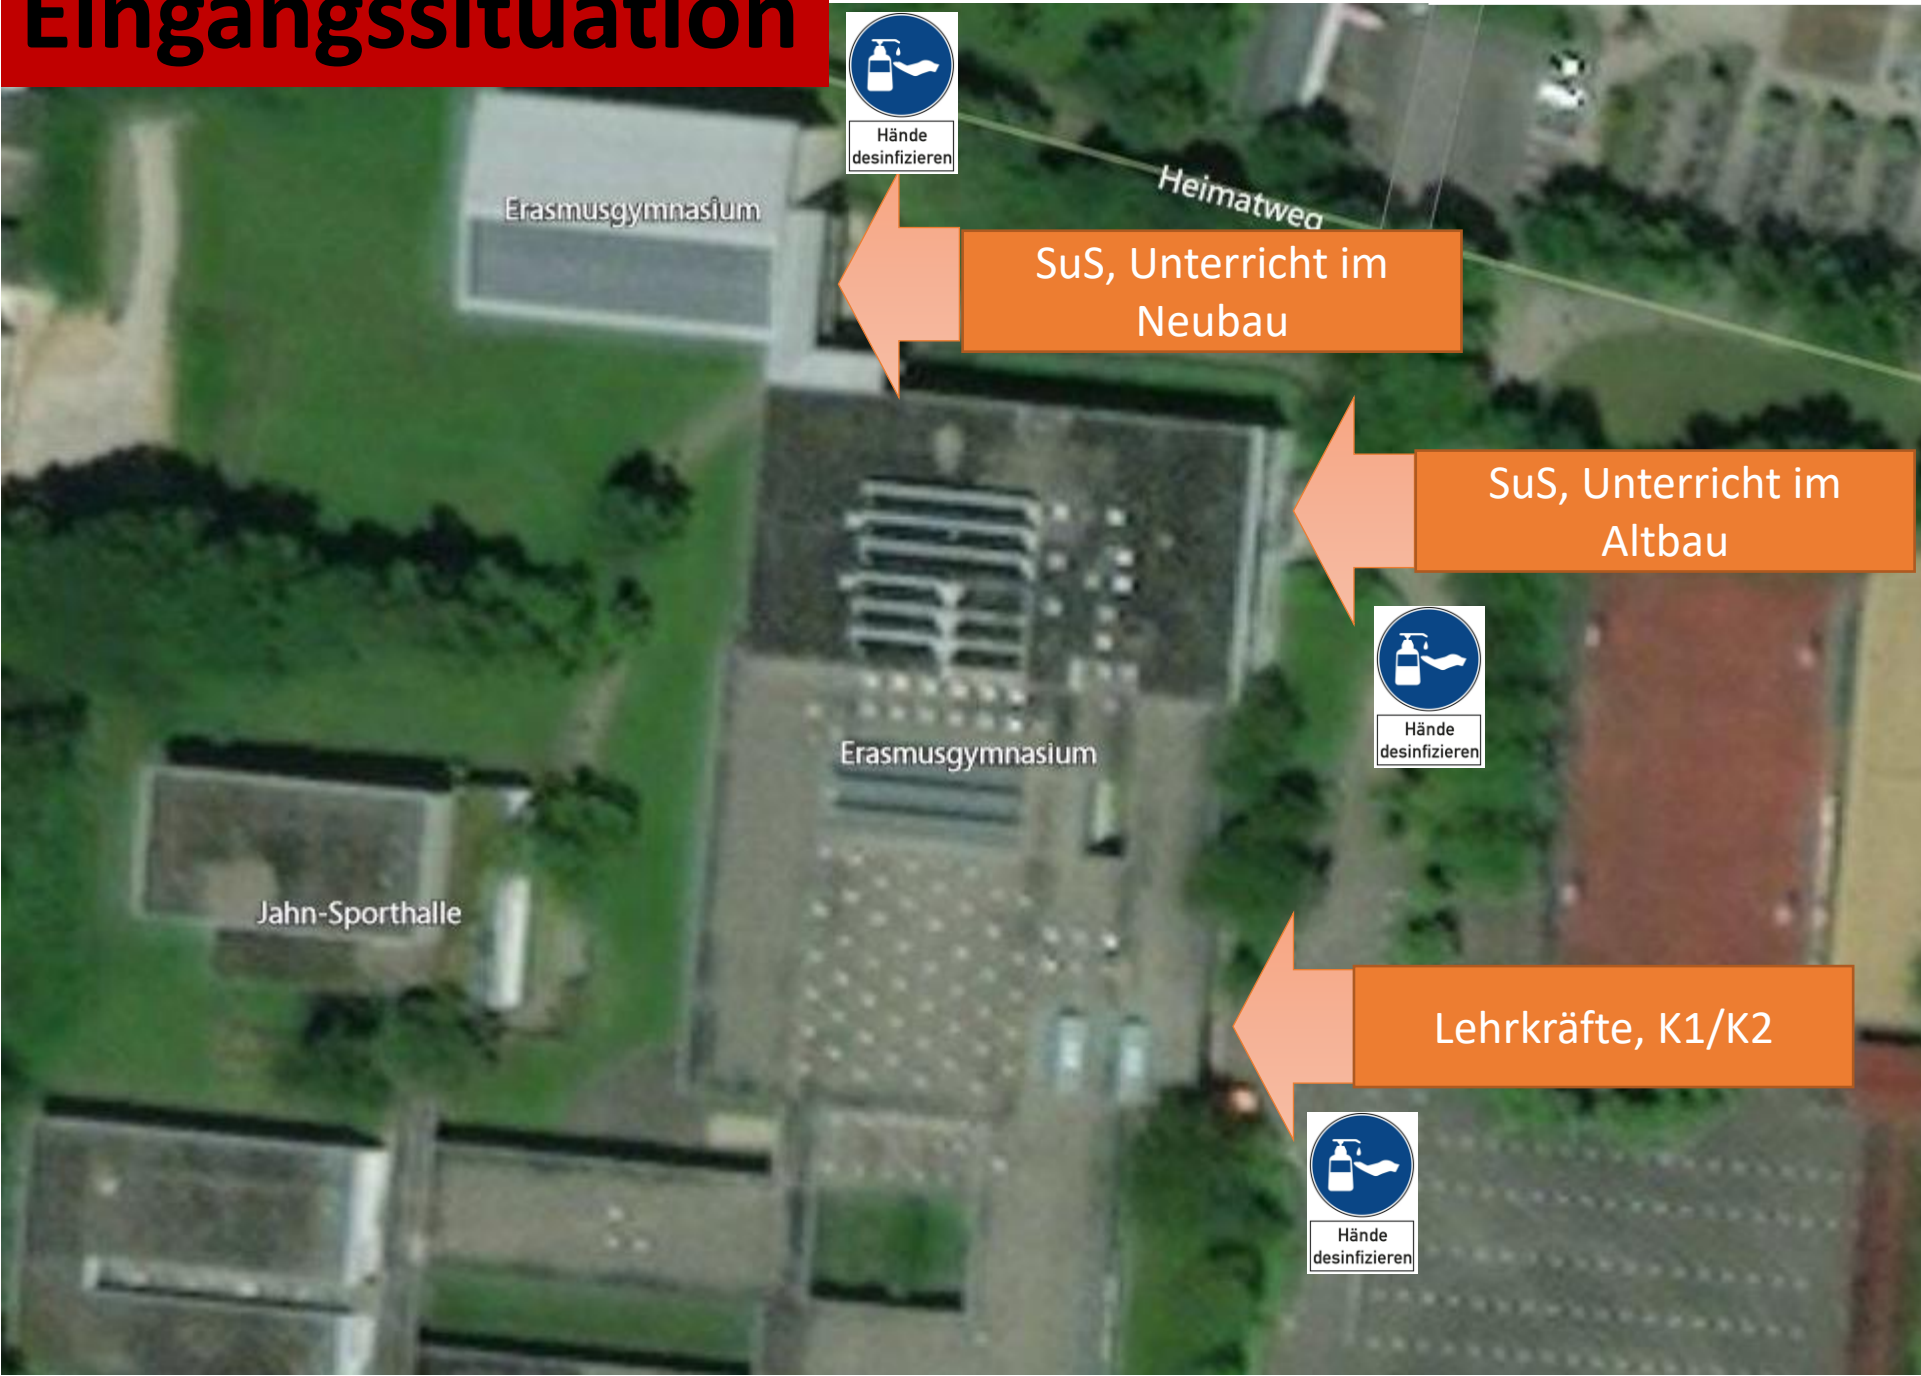 Eingangssituation
Hände
desinfizieren
Heimatweg
Erasmusgymnasium
SuS, Unterricht im
Neubau
SuS, Unterricht im
Altbau
Hände
desinfizieren
Erasmusgymnasium
Jahn-Sporthalle
Lehrkräfte, K1/K2
Hände
desinfizieren